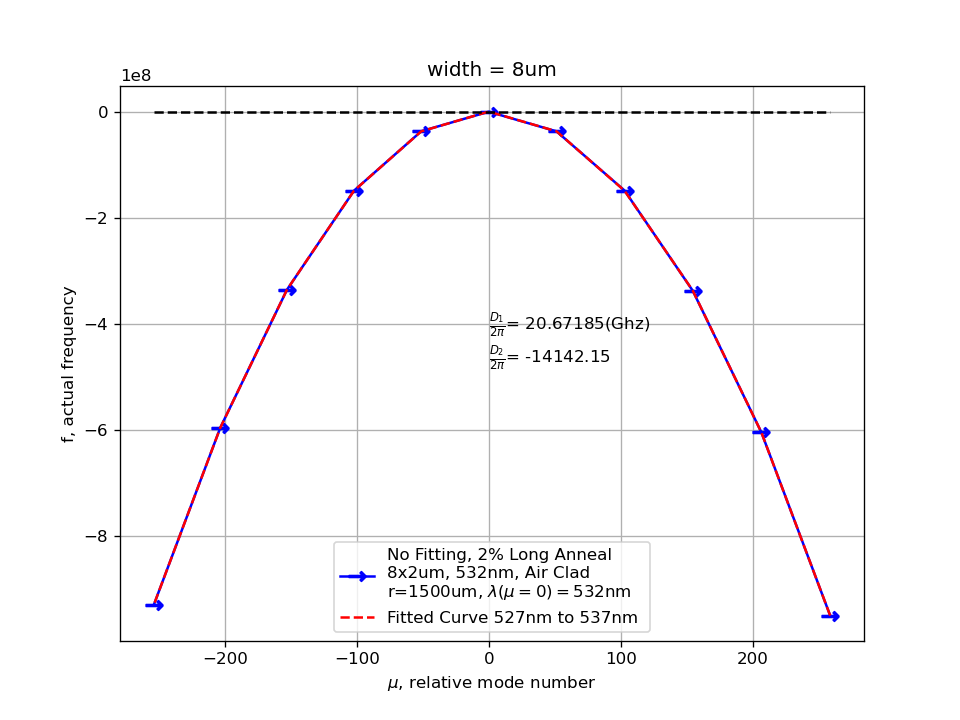 width = 8um
1e8
0
−2
−4
−6
−8
f, actual frequency
D₁/2π = 20.67185(Ghz)
D₂/2π = -14142.15
No Fitting, 2% Long Anneal
8x2um, 532nm, Air Clad
r=1500um, λ(μ = 0) = 532nm
Fitted Curve 527nm to 537nm
−200 −100 0 100 200
μ, relative mode number